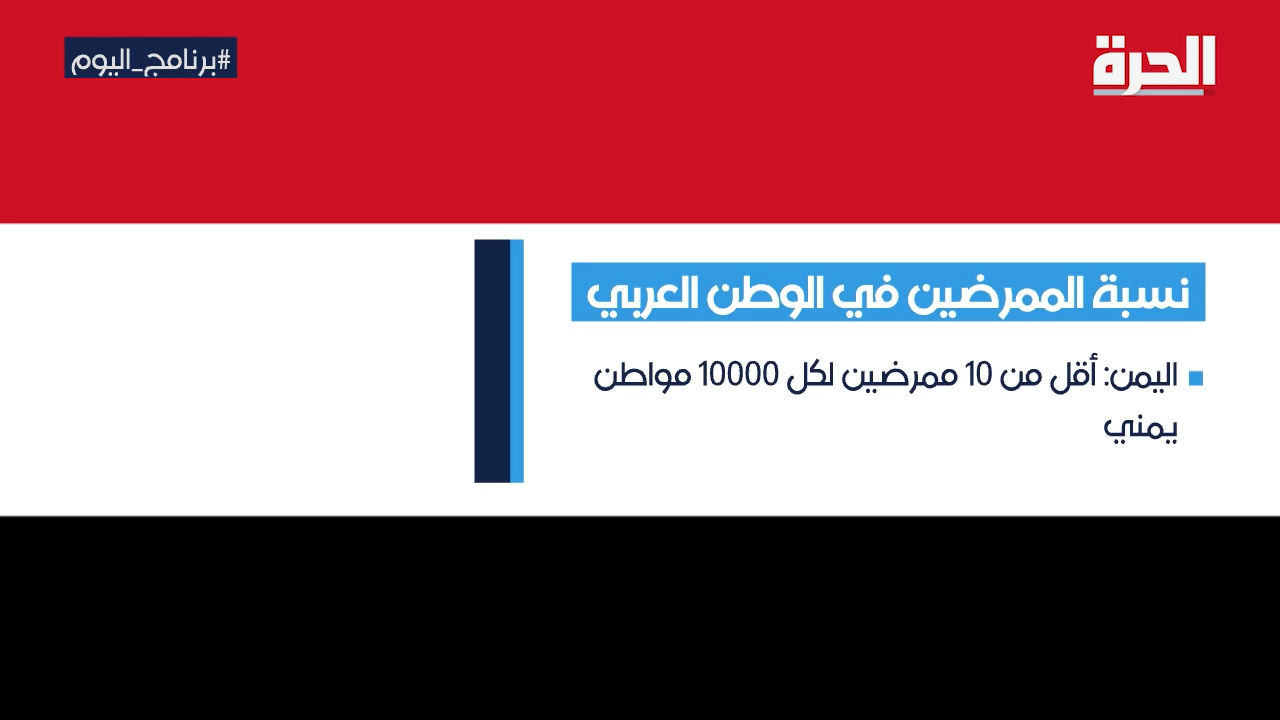 الحرة
#برنامج_اليوم
نسبة الممرضين في الوطن العربي
اليمن: أقل من 10 ممرضين لكل 10000 مواطن
يمني